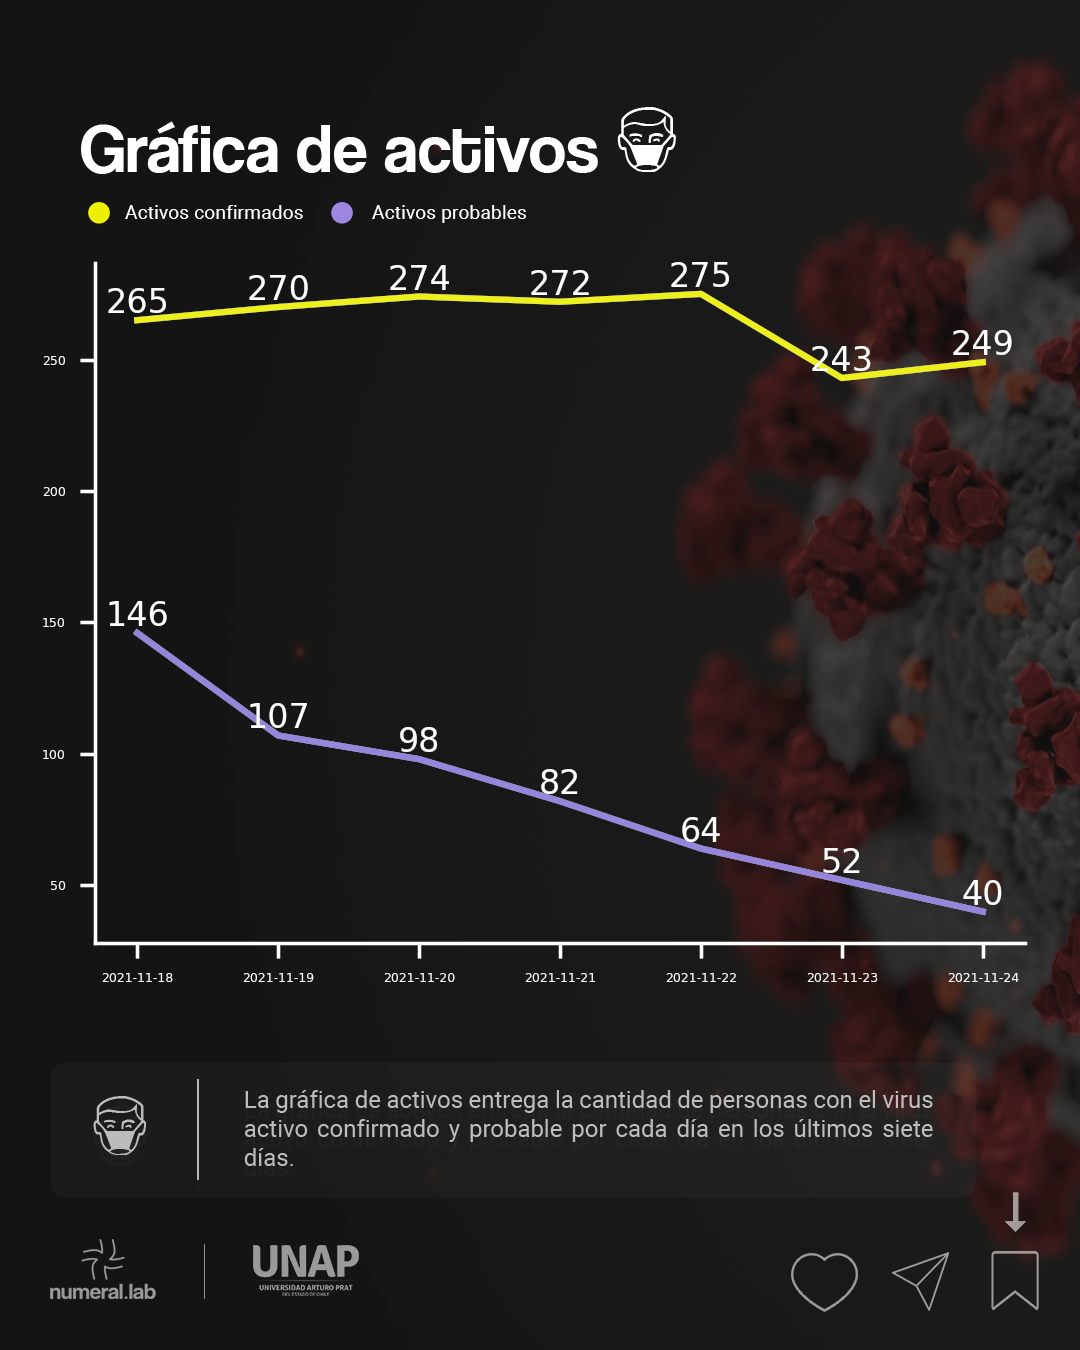 Gráfica de activos
Activos confirmados Activos probables
265 270 274 272 275 243 249
250
200
150
100
50
146 107 98 82 64 52 40
2021-11-18 2021-11-19 2021-11-20 2021-11-21 2021-11-22 2021-11-23 2021-11-24
La gráfica de activos entrega la cantidad de personas con el virus
activo confirmado y probable por cada día en los últimos siete
días.
numeral.lab
UNAP
UNIVERSIDAD ARTURO PRAT
DEL ESTADO DE CHILE